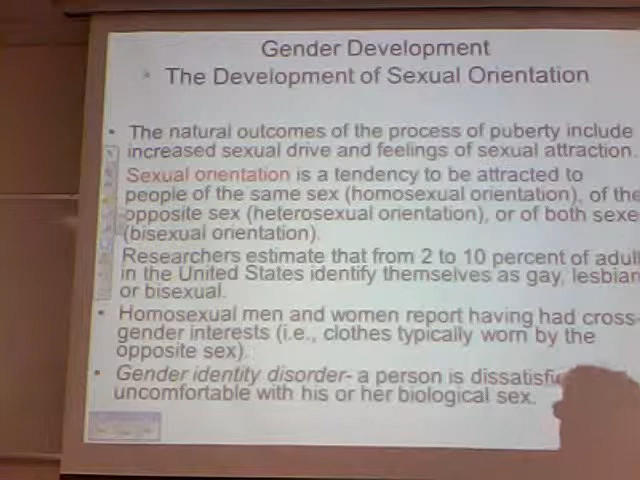 Gender Development
The Development of Sexual Orientation
• The natural outcomes of the process of puberty include
increased sexual drive and feelings of sexual attraction.
Sexual orientation is a tendency to be attracted to
people of the same sex (homosexual orientation), of the
opposite sex (heterosexual orientation), or of both sexe
(bisexual orientation).
Researchers estimate that from 2 to 10 percent of adul
in the United States identify themselves as gay, lesbian
or bisexual.
• Homosexual men and women report having had cross-
gender interests (i.e., clothes typically worn by the
opposite sex).
• Gender identity disorder- a person is dissatisfi
uncomfortable with his or her biological sex.